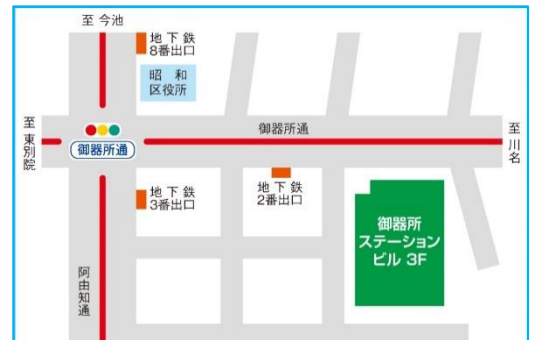 至 今池
地下鉄
8番出口
昭和
区役所
至 東別院
御器所通
御器所通
至 川名
地下鉄
3番出口
地下鉄
2番出口
御器所
ステーション
ビル 3F
阿由知通